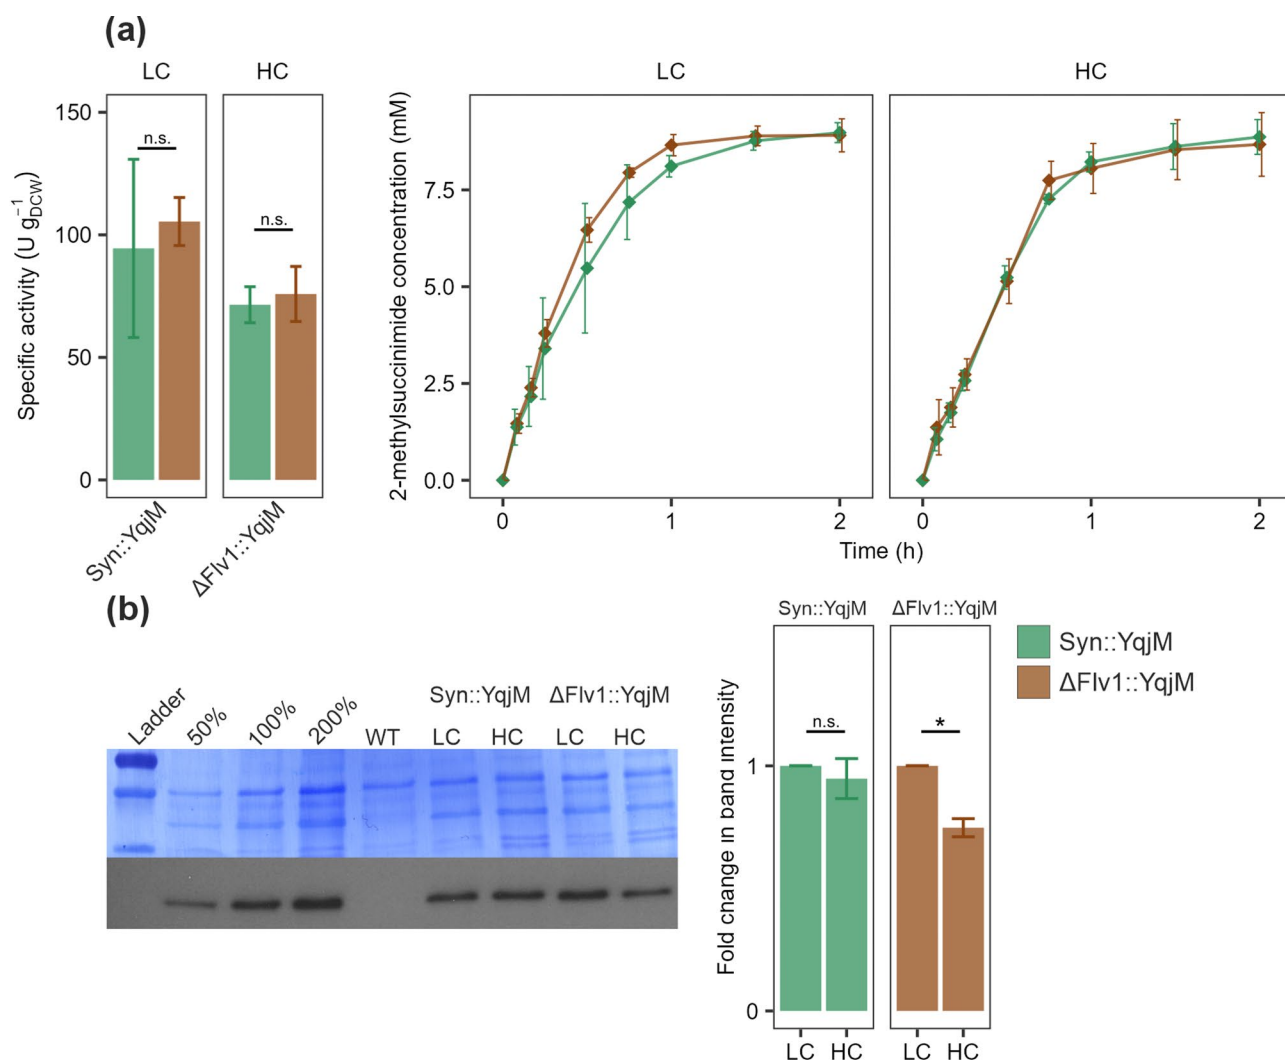 (a)
LC
HC
LC
HC
Specific activity (U g⁻¹DCW)
150
100
50
0
n.s.
n.s.
Syn::YqjM
ΔFlv1::YqjM
2-methylsuccinimide concentration (mM)
7.5
5.0
2.5
0.0
0
1
2
0
1
2
Time (h)
(b)
Ladder
50%
100%
200%
WT
Syn::YqjM
ΔFlv1::YqjM
LC
HC
LC
HC
Syn::YqjM
ΔFlv1::YqjM
Fold change in band intensity
1
0
n.s.
*
LC
HC
LC
HC
Syn::YqjM
ΔFlv1::YqjM